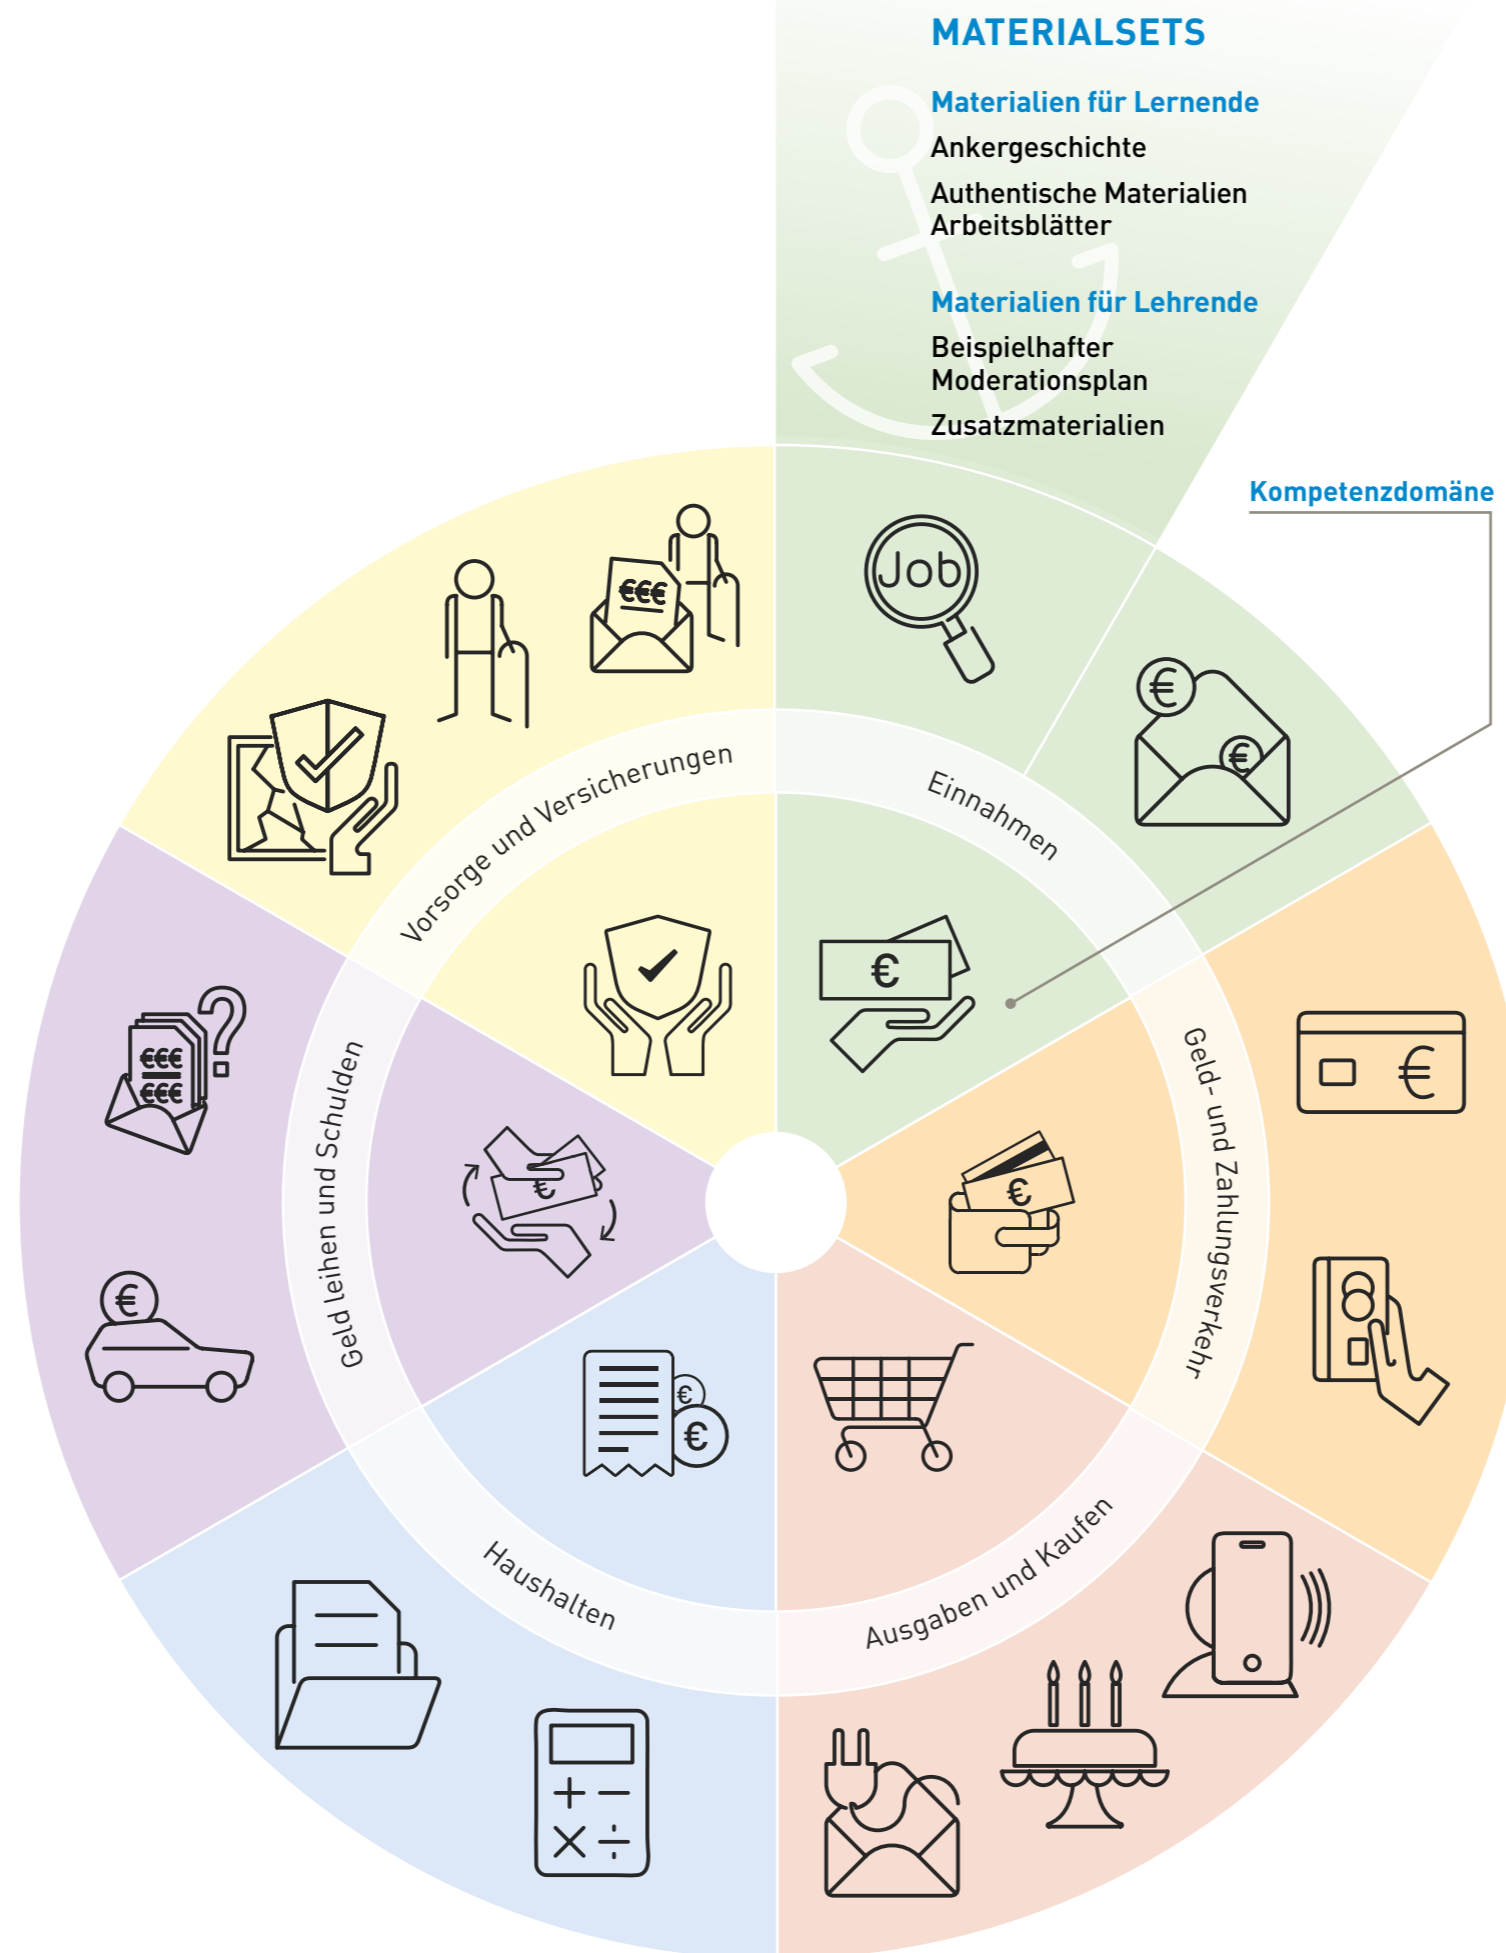 MATERIALSETS
Materialien für Lernende
Ankergeschichte
Authentische Materialien
Arbeitsblätter
Materialien für Lehrende
Beispielhafter
Moderationsplan
Zusatzmaterialien
Kompetenzdomäne
Job
€€€
€
€
Vorsorge und Versicherungen
Einnahmen
€
€€€
€€€
?
Geld leihen und Schulden
Geld- und Zahlungsverkehr
€
€
€
€
€
€
Haushalten
Ausgaben und Kaufen